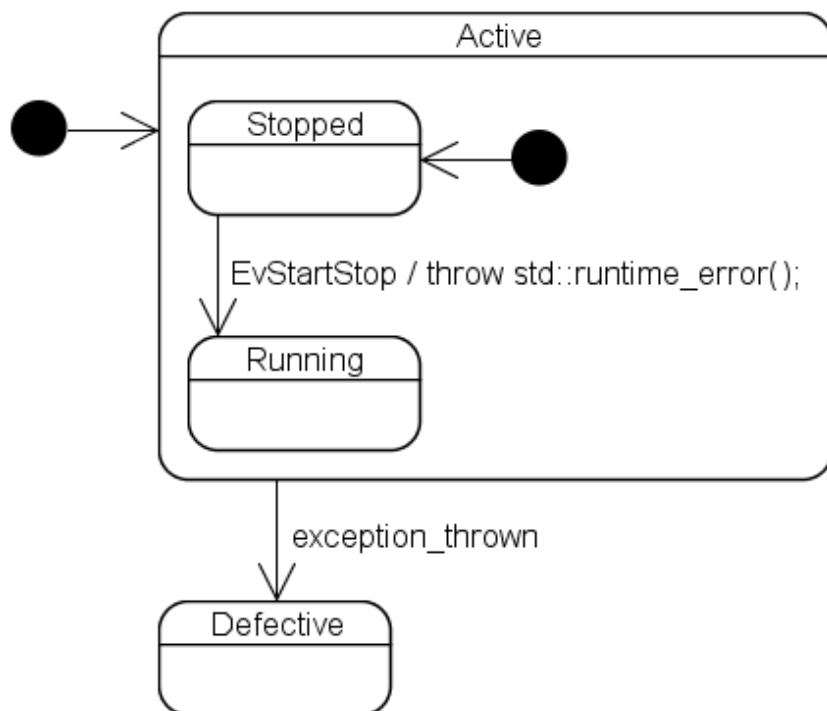 Active
Stopped
EvStartStop / throw std::runtime_error();
Running
exception_thrown
Defective